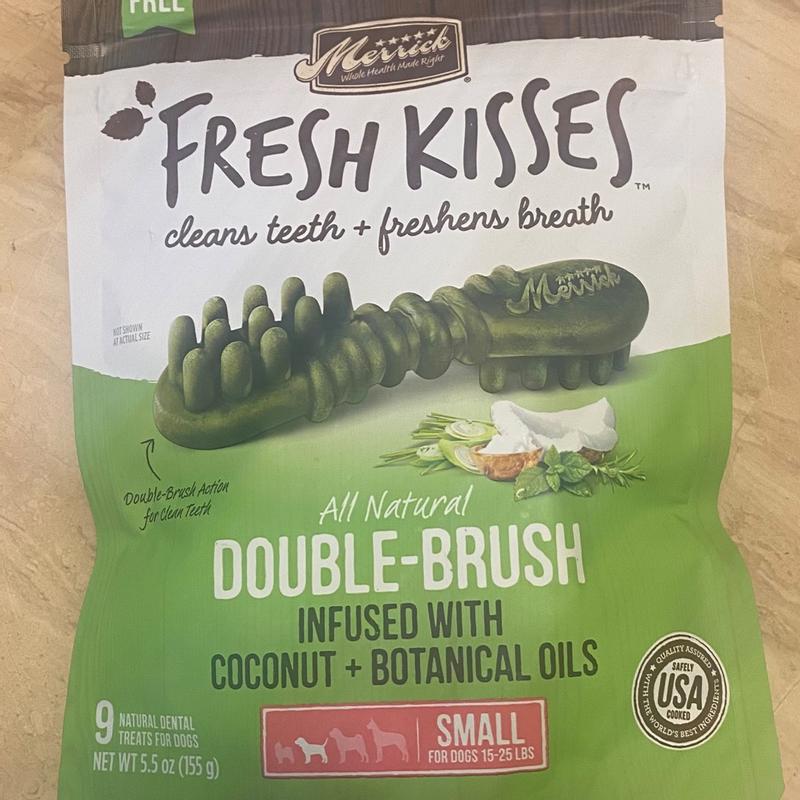 FREE
Merrick
Whole Health Made Right
FRESH KISSES™
cleans teeth + freshens breath
Merrick
NOT SHOWN
AT ACTUAL SIZE
Double-Brush Action
for Clean Teeth
All Natural
DOUBLE-BRUSH
INFUSED WITH
COCONUT + BOTANICAL OILS
9 NATURAL DENTAL
TREATS FOR DOGS
NET WT 5.5 oz (155 g)
SMALL
FOR DOGS 15-25 LBS
QUALITY ASSURED
SAFELY
USA
COOKED
WITH THE WORLD'S BEST INGREDIENTS